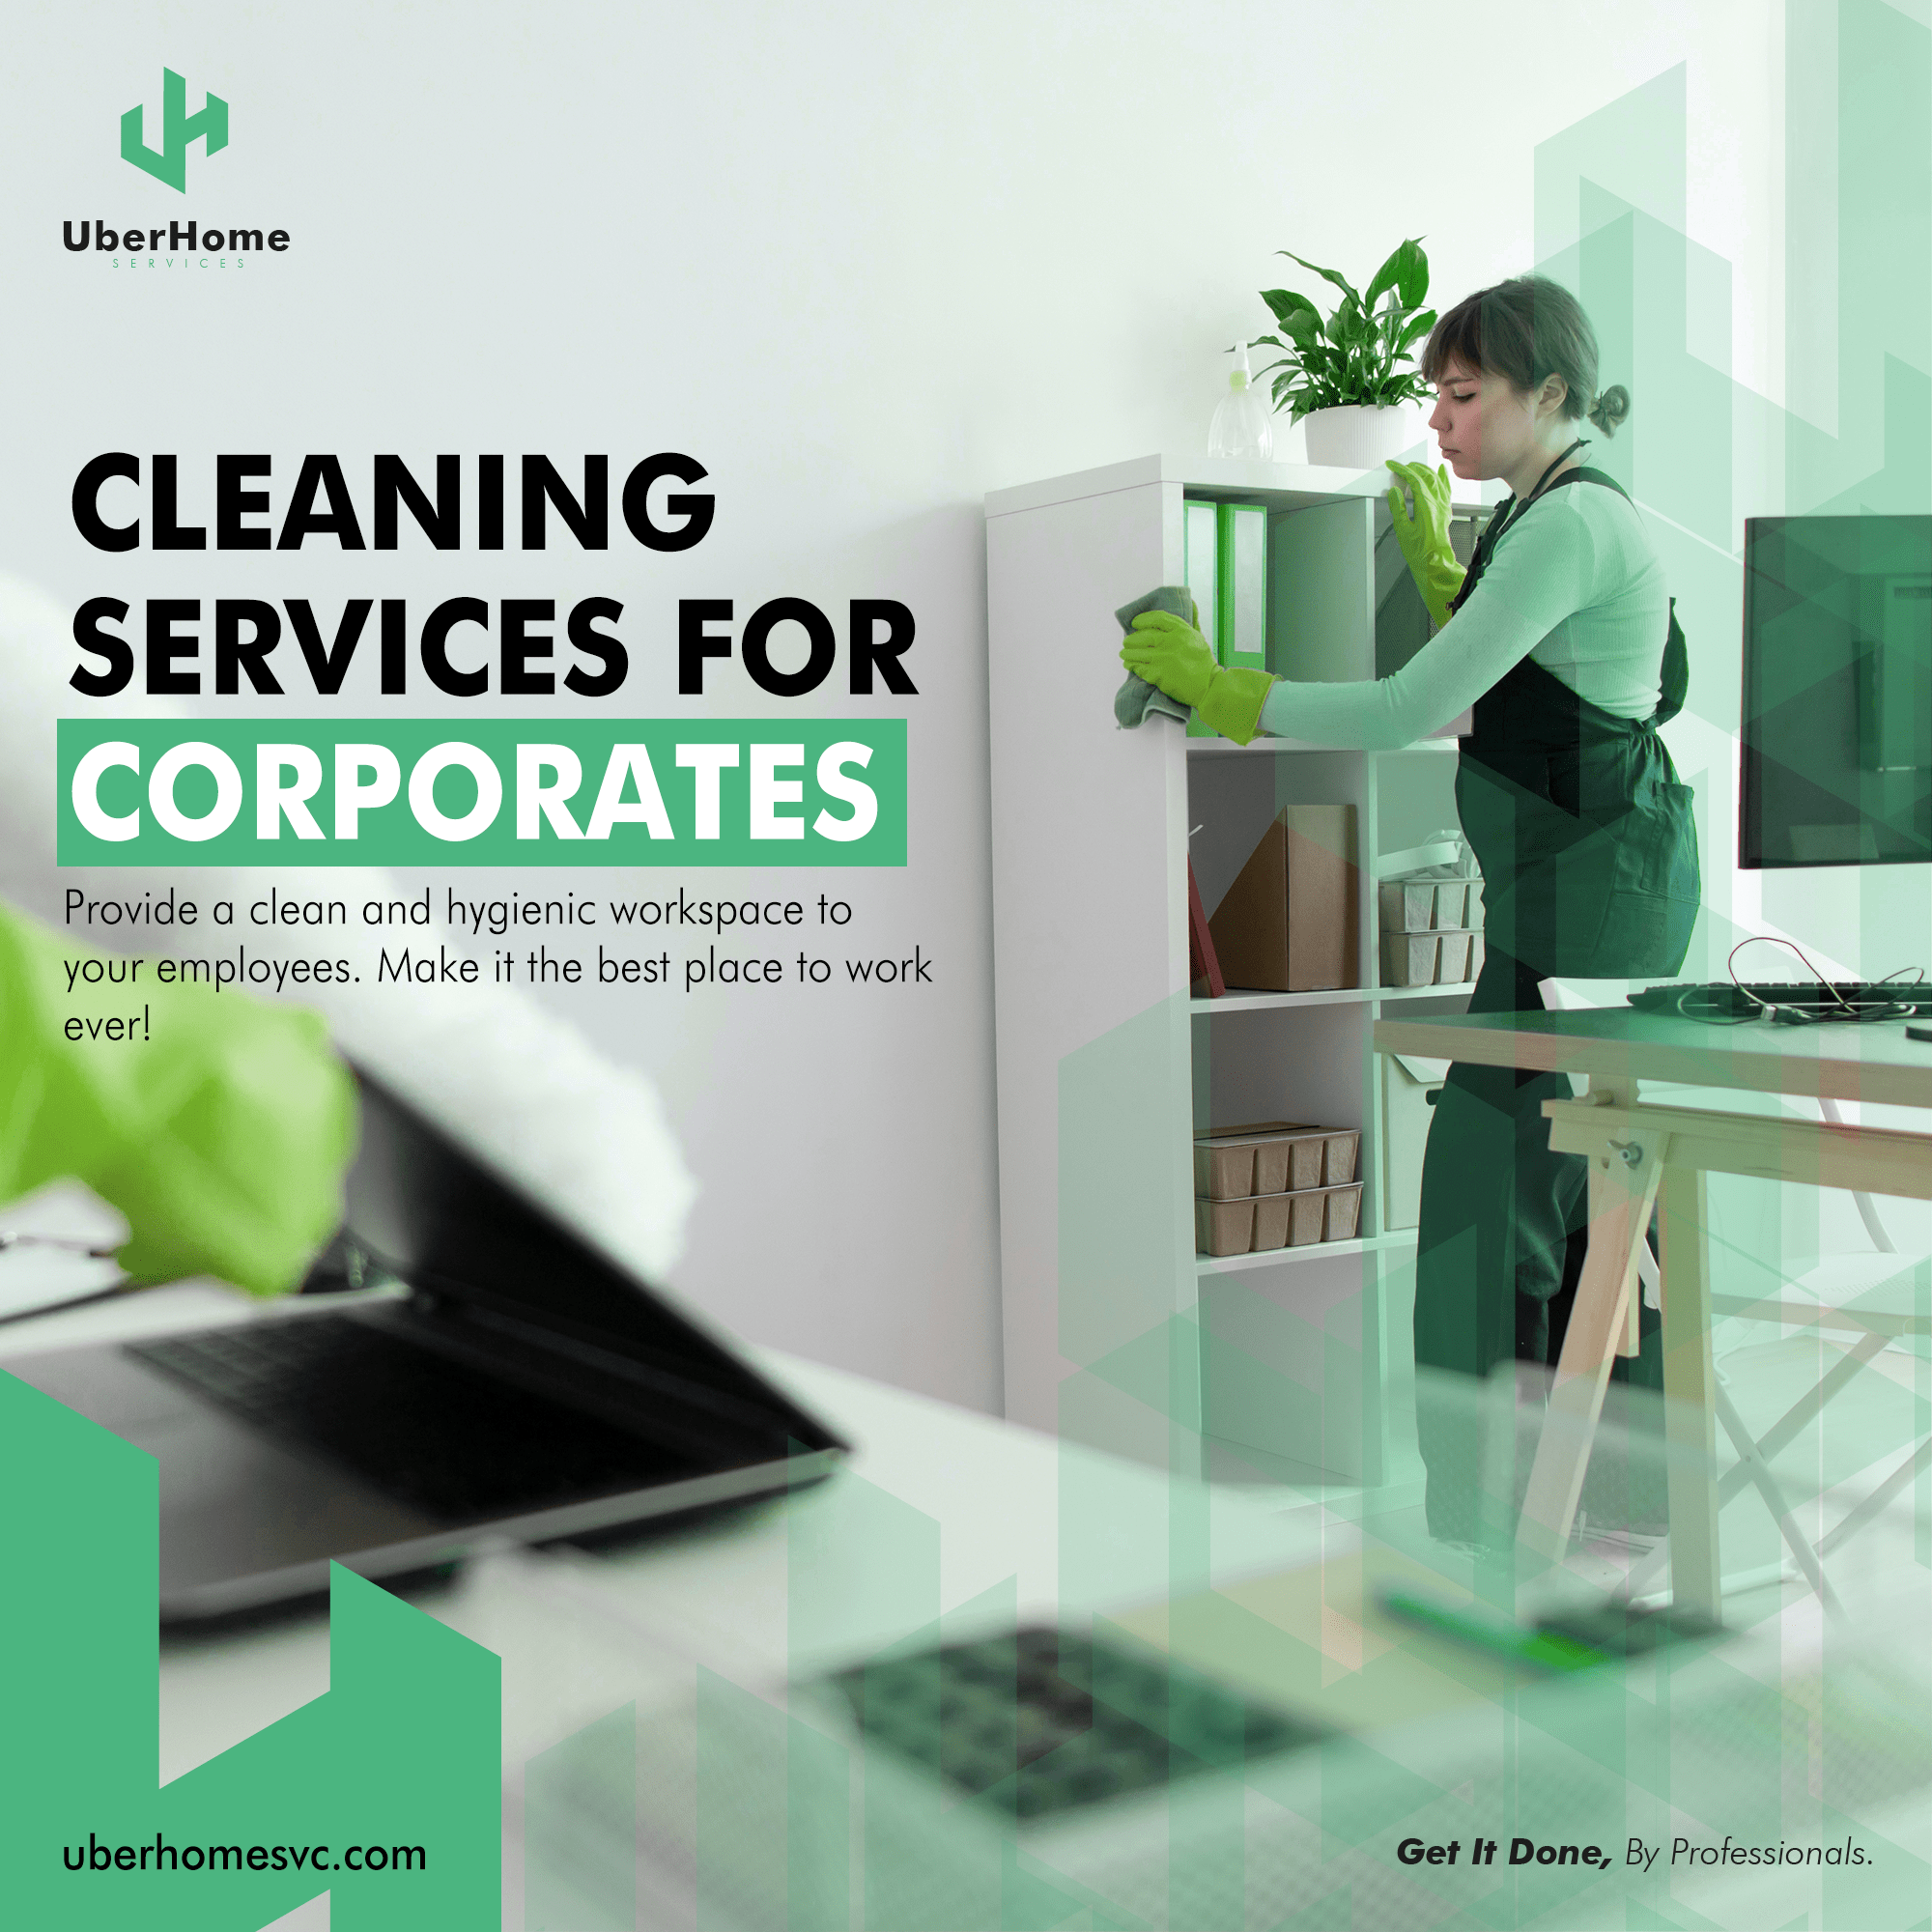 UberHome
SERVICES
CLEANING
SERVICES FOR
CORPORATES
Provide a clean and hygienic workspace to
your employees. Make it the best place to work
ever!
uberhomesvc.com
Get It Done, By Professionals.